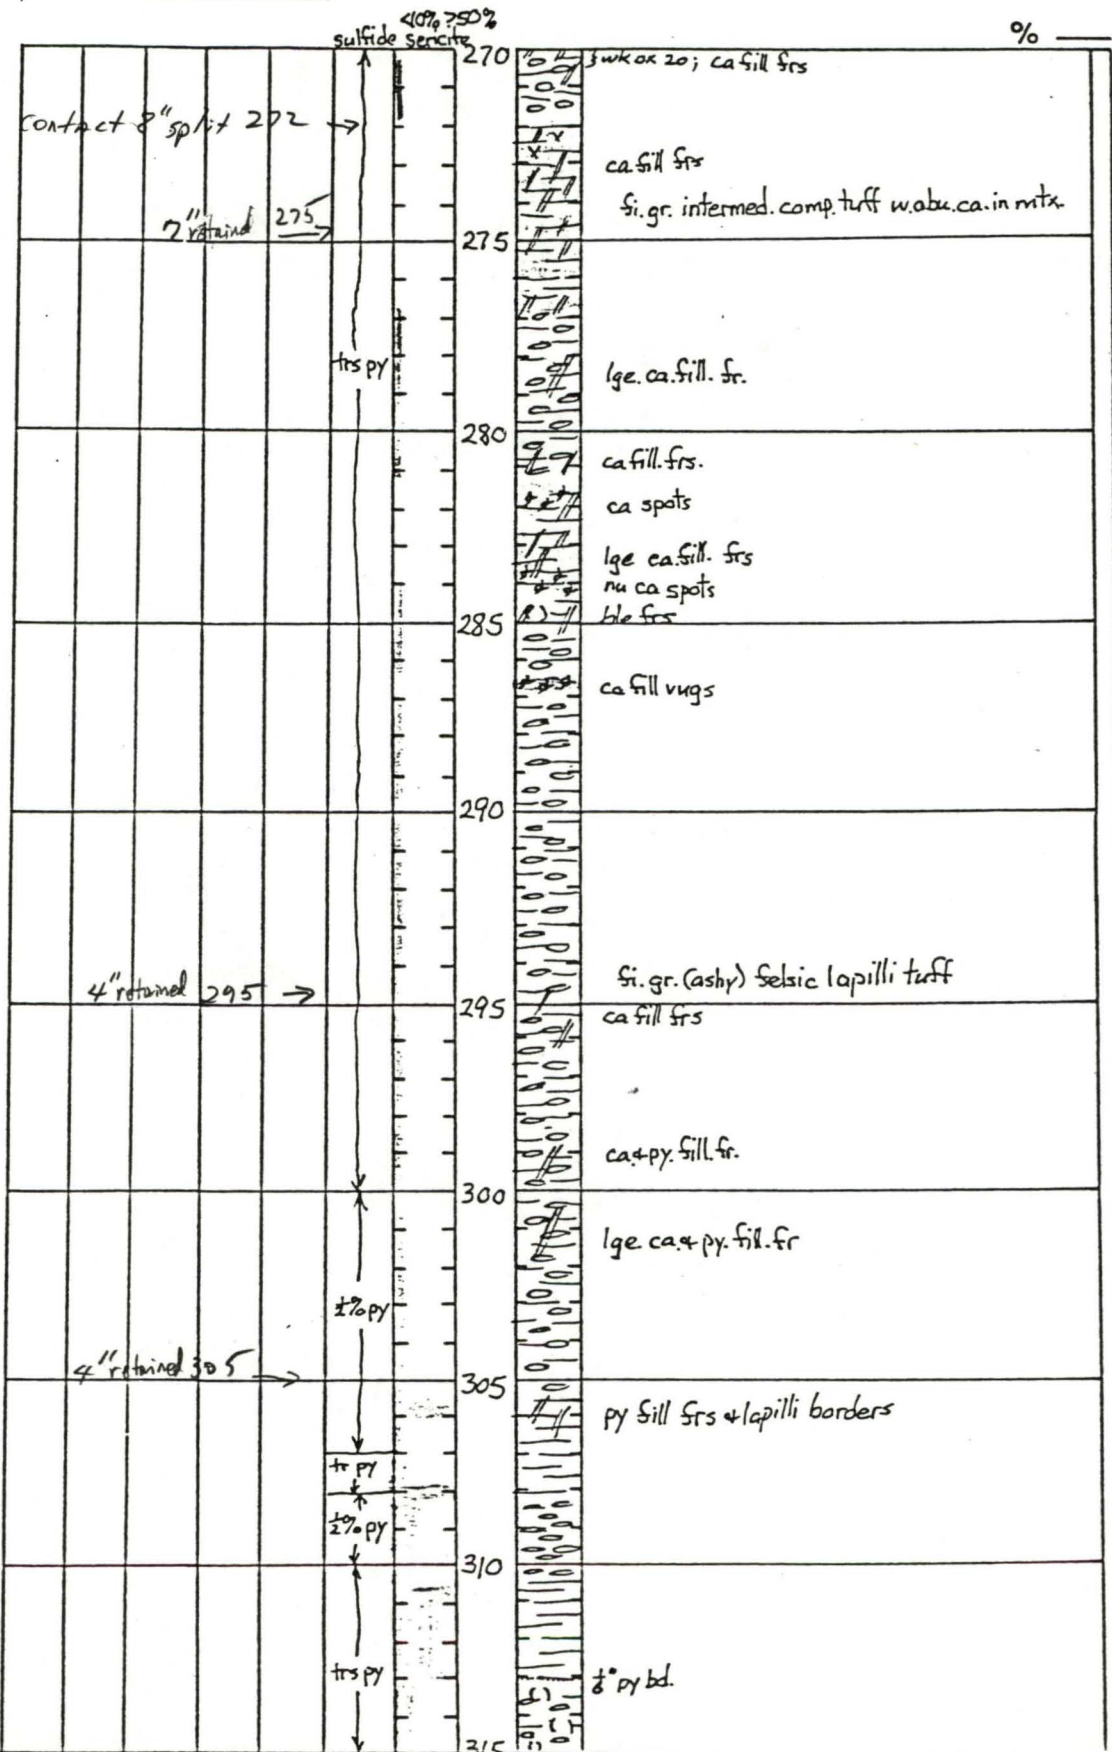 <10% >50%
sulfide sericite
%
270
} wk ox zo; ca fill frs
contact 8" split 272 →
ca fill frs
fi. gr. intermed. comp. tuff w. abu. ca. in mtx.
7" retained 275 →
275
trs py
lge. ca. fill. fr.
280
ca fill. frs.
ca spots
lge ca. fill. frs
nu ca spots
ble frs
285
ca fill vugs
290
fi. gr. (ashy) felsic lapilli tuff
4" retained 295 →
295
ca fill frs
ca. & py. fill. fr.
300
lge ca. & py. fill. fr
½% py
4" retained 305 →
305
py fill frs & lapilli borders
tr py
½% py
310
trs py
py bd.
315